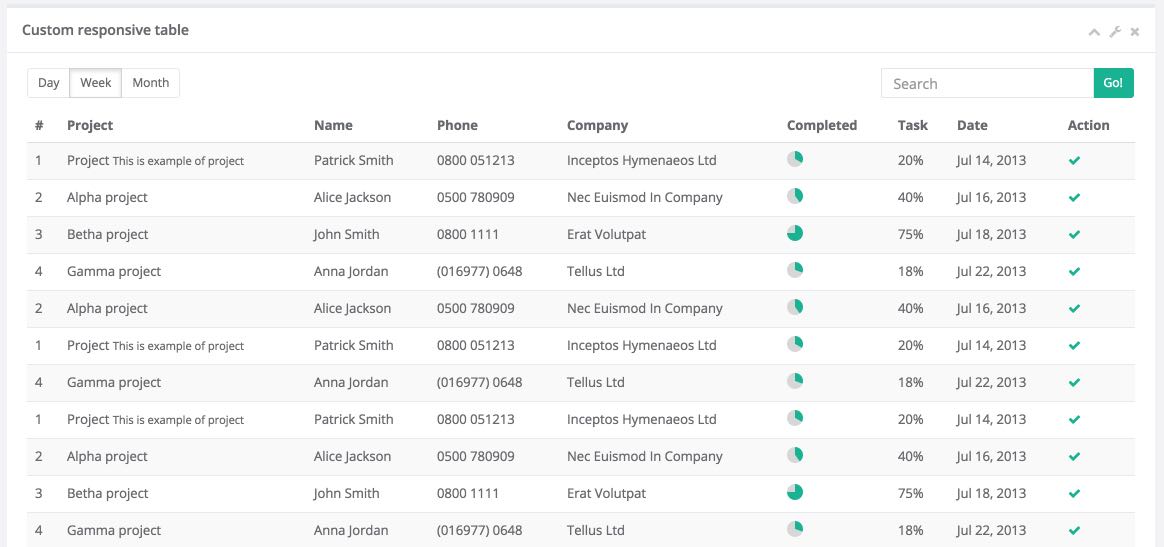 Custom responsive table
Day Week Month Search Go!
# Project Name Phone Company Completed Task Date Action
1 Project This is example of project Patrick Smith 0800 051213 Inceptos Hymenaeos Ltd 20% Jul 14, 2013
2 Alpha project Alice Jackson 0500 780909 Nec Euismod In Company 40% Jul 16, 2013
3 Betha project John Smith 0800 1111 Erat Volutpat 75% Jul 18, 2013
4 Gamma project Anna Jordan (016977) 0648 Tellus Ltd 18% Jul 22, 2013
2 Alpha project Alice Jackson 0500 780909 Nec Euismod In Company 40% Jul 16, 2013
1 Project This is example of project Patrick Smith 0800 051213 Inceptos Hymenaeos Ltd 20% Jul 14, 2013
4 Gamma project Anna Jordan (016977) 0648 Tellus Ltd 18% Jul 22, 2013
1 Project This is example of project Patrick Smith 0800 051213 Inceptos Hymenaeos Ltd 20% Jul 14, 2013
2 Alpha project Alice Jackson 0500 780909 Nec Euismod In Company 40% Jul 16, 2013
3 Betha project John Smith 0800 1111 Erat Volutpat 75% Jul 18, 2013
4 Gamma project Anna Jordan (016977) 0648 Tellus Ltd 18% Jul 22, 2013